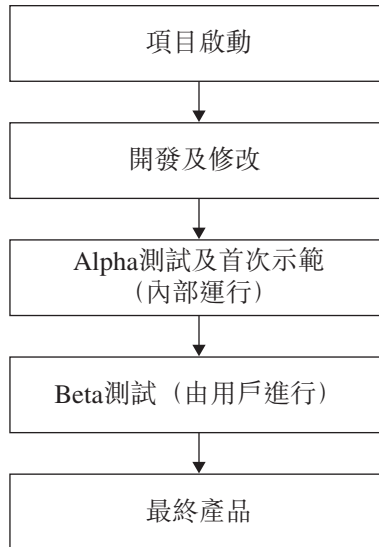 項目啟動
開發及修改
Alpha測試及首次示範
（內部運行）
Beta測試（由用戶進行）
最終產品